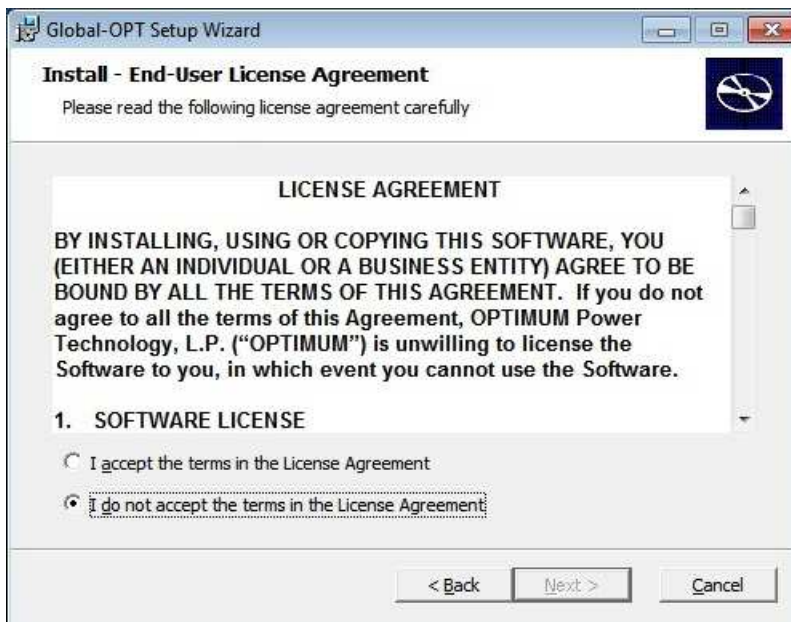 Global-OPT Setup Wizard
Install - End-User License Agreement
Please read the following license agreement carefully
LICENSE AGREEMENT
BY INSTALLING, USING OR COPYING THIS SOFTWARE, YOU
(EITHER AN INDIVIDUAL OR A BUSINESS ENTITY) AGREE TO BE
BOUND BY ALL THE TERMS OF THIS AGREEMENT. If you do not
agree to all the terms of this Agreement, OPTIMUM Power
Technology, L.P. (“OPTIMUM”) is unwilling to license the
Software to you, in which event you cannot use the Software.
1. SOFTWARE LICENSE
I accept the terms in the License Agreement
I do not accept the terms in the License Agreement
< Back Next > Cancel